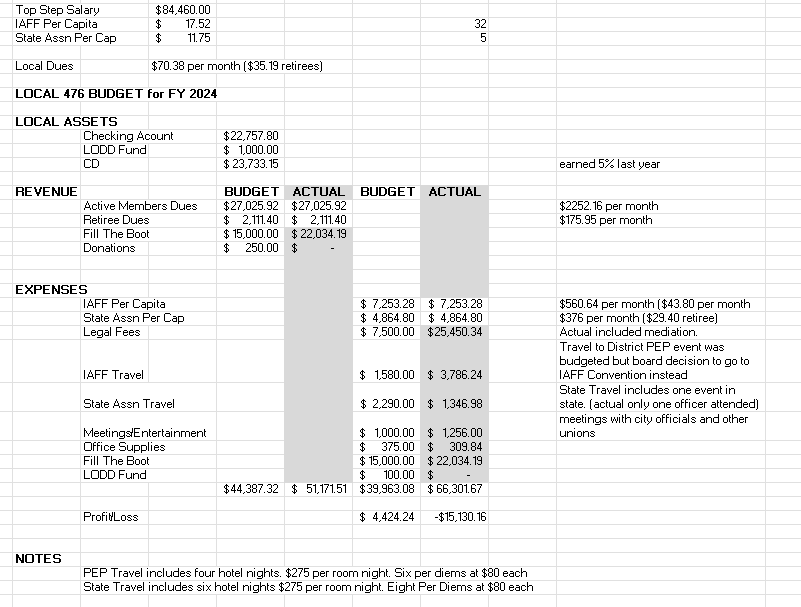 Top Step Salary $84,460.00
IAFF Per Capita $ 17.52 32
State Assn Per Cap $ 11.75 5
Local Dues $70.38 per month ($35.19 retirees)
LOCAL 476 BUDGET for FY 2024
LOCAL ASSETS
Checking Acount $22,757.80
LODD Fund $ 1,000.00
CD $ 23,733.15 earned 5% last year
REVENUE BUDGET ACTUAL BUDGET ACTUAL
Active Members Dues $27,025.92 $27,025.92 $2252.16 per month
Retiree Dues $ 2,111.40 $ 2,111.40 $175.95 per month
Fill The Boot $ 15,000.00 $ 22,034.19
Donations $ 250.00 $ -
EXPENSES
IAFF Per Capita $ 7,253.28 $ 7,253.28 $560.64 per month ($43.80 per month
State Assn Per Cap $ 4,864.80 $ 4,864.80 $376 per month ($29.40 retiree)
Legal Fees $ 7,500.00 $25,450.34 Actual included mediation.
Travel to District PEP event was
budgeted but board decision to go to
IAFF Travel $ 1,580.00 $ 3,786.24 IAFF Convention instead
State Travel includes one event in
State Assn Travel $ 2,290.00 $ 1,346.98 state. (actual only one officer attended)
meetings with city officials and other
Meetings/Entertainment $ 1,000.00 $ 1,256.00 unions
Office Supplies $ 375.00 $ 309.84
Fill The Boot $ 15,000.00 $ 22,034.19
LODD Fund $ 100.00 $ -
$44,387.32 $ 51,171.51 $39,963.08 $ 66,301.67
Profit/Loss $ 4,424.24 -$15,130.16
NOTES
PEP Travel includes four hotel nights. $275 per room night. Six per diems at $80 each
State Travel includes six hotel nights $275 per room night. Eight Per Diems at $80 each